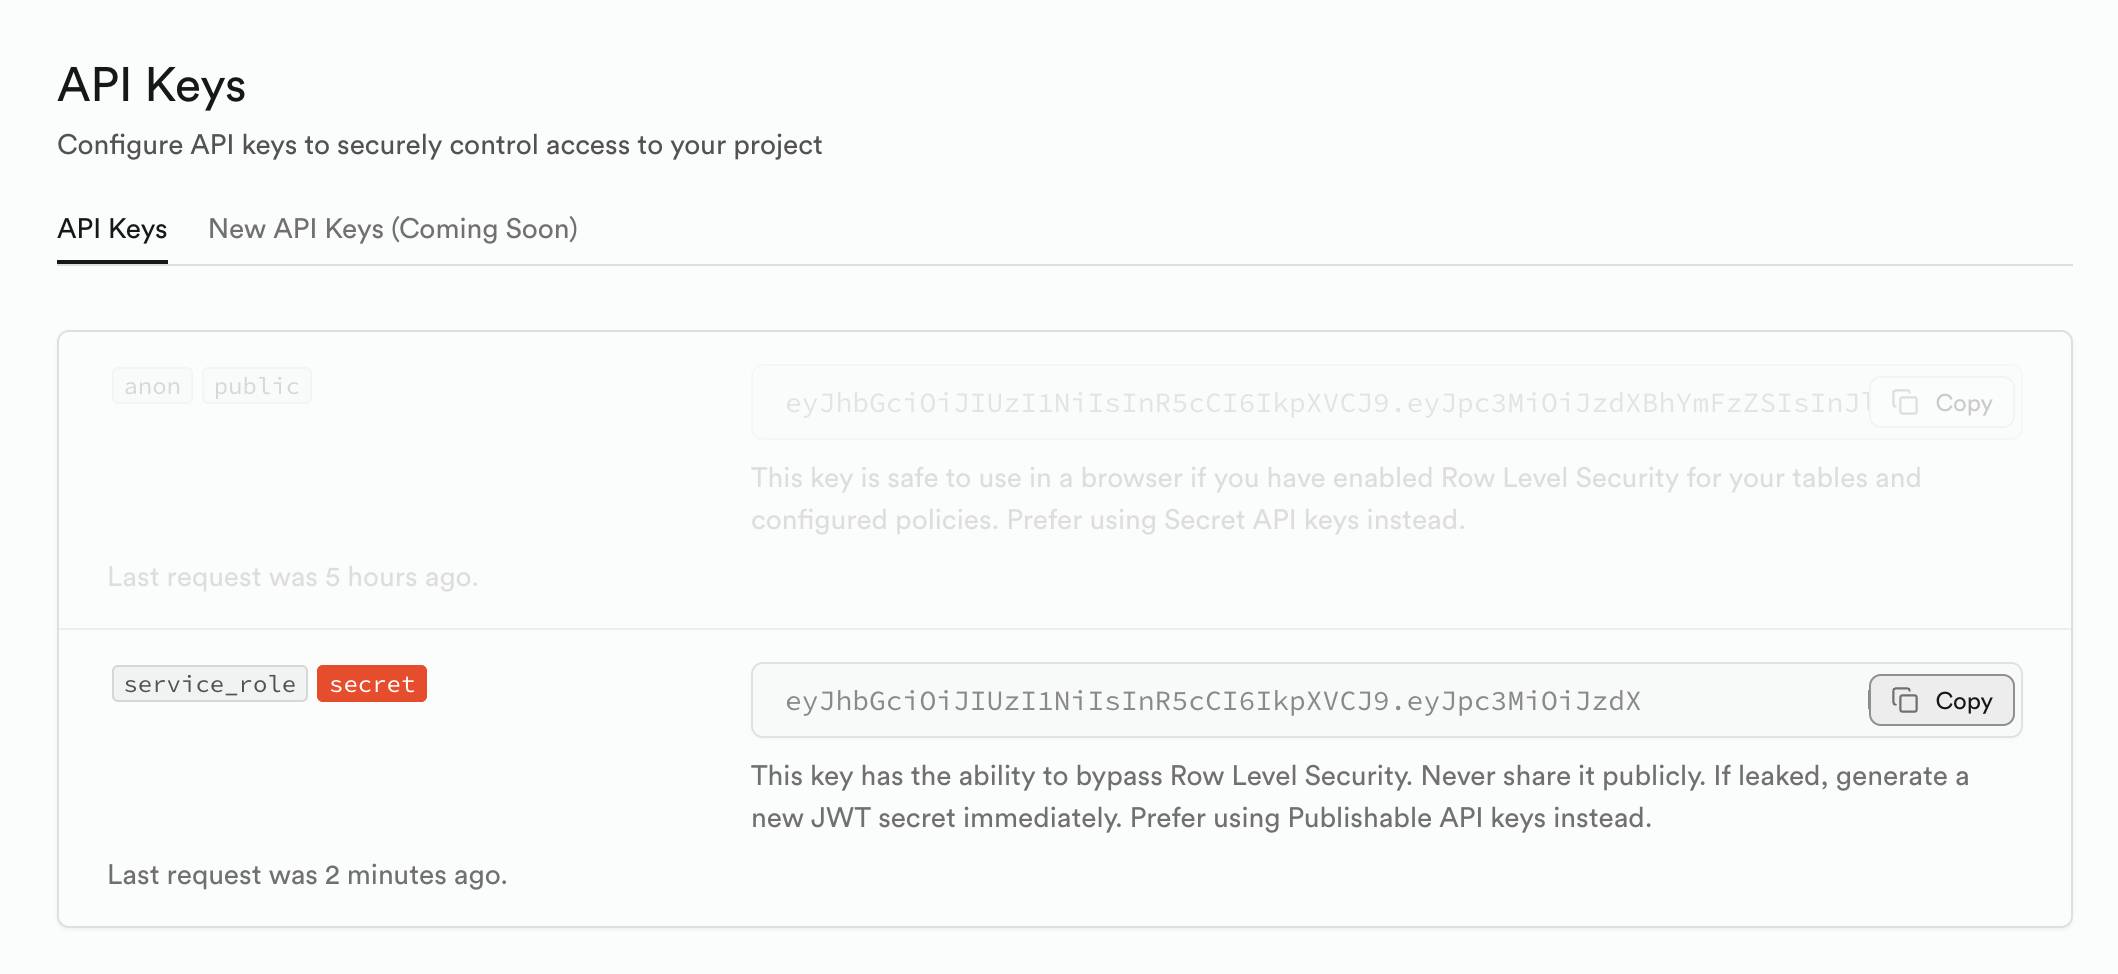 API Keys
Configure API keys to securely control access to your project
API Keys New API Keys (Coming Soon)
anon public
eyJhbGciOiJIUzI1NiIsInR5cCI6IkpXVCJ9.eyJpc3MiOiJzdXBhYmFzZSIsInJl Copy
This key is safe to use in a browser if you have enabled Row Level Security for your tables and
configured policies. Prefer using Secret API keys instead.
Last request was 5 hours ago.
service_role secret
eyJhbGciOiJIUzI1NiIsInR5cCI6IkpXVCJ9.eyJpc3MiOiJzdX Copy
This key has the ability to bypass Row Level Security. Never share it publicly. If leaked, generate a
new JWT secret immediately. Prefer using Publishable API keys instead.
Last request was 2 minutes ago.